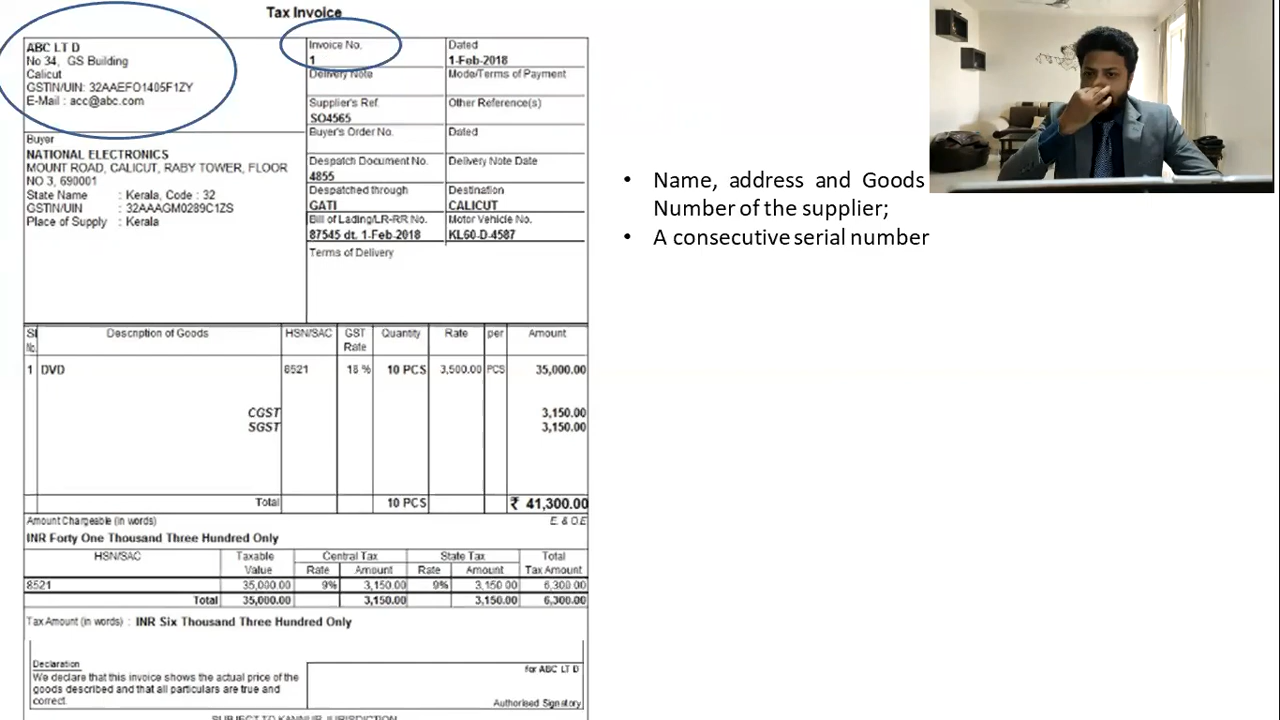 Tax Invoice
ABC LT D
No 34, GS Building
Calicut
GSTIN/UIN: 32AAEFO1405F1ZY
E-Mail : acc@abc.com
Invoice No.
1
Dated
1-Feb-2018
Delivery Note
Mode/Terms of Payment
Supplier's Ref.
SO4565
Other Reference(s)
Buyer
NATIONAL ELECTRONICS
MOUNT ROAD, CALICUT, RABY TOWER, FLOOR
NO 3, 690001
State Name : Kerala, Code : 32
GSTIN/UIN : 32AAAGM0289C1ZS
Place of Supply : Kerala
Buyer's Order No.
Dated
Despatch Document No.
4855
Delivery Note Date
Despatched through
GATI
Destination
CALICUT
Bill of Lading/LR-RR No.
87545 dt. 1-Feb-2018
Motor Vehicle No.
KL60-D-4587
Terms of Delivery
Sl No. Description of Goods HSN/SAC GST Rate Quantity Rate per Amount
1 DVD 8521 18 % 10 PCS 3,500.00 PCS 35,000.00
CGST 3,150.00
SGST 3,150.00
Total 10 PCS ₹ 41,300.00
Amount Chargeable (in words) E. & O.E
INR Forty One Thousand Three Hundred Only
HSN/SAC Taxable Value Central Tax Rate Amount State Tax Rate Amount Total Tax Amount
8521 35,000.00 9% 3,150.00 9% 3,150.00 6,300.00
Total 35,000.00 3,150.00 3,150.00 6,300.00
Tax Amount (in words) : INR Six Thousand Three Hundred Only
Declaration
We declare that this invoice shows the actual price of the
goods described and that all particulars are true and
correct.
for ABC LT D
Authorised Signatory
SUBJECT TO KANNUR JURISDICTION
• Name, address and Goods
Number of the supplier;
• A consecutive serial number